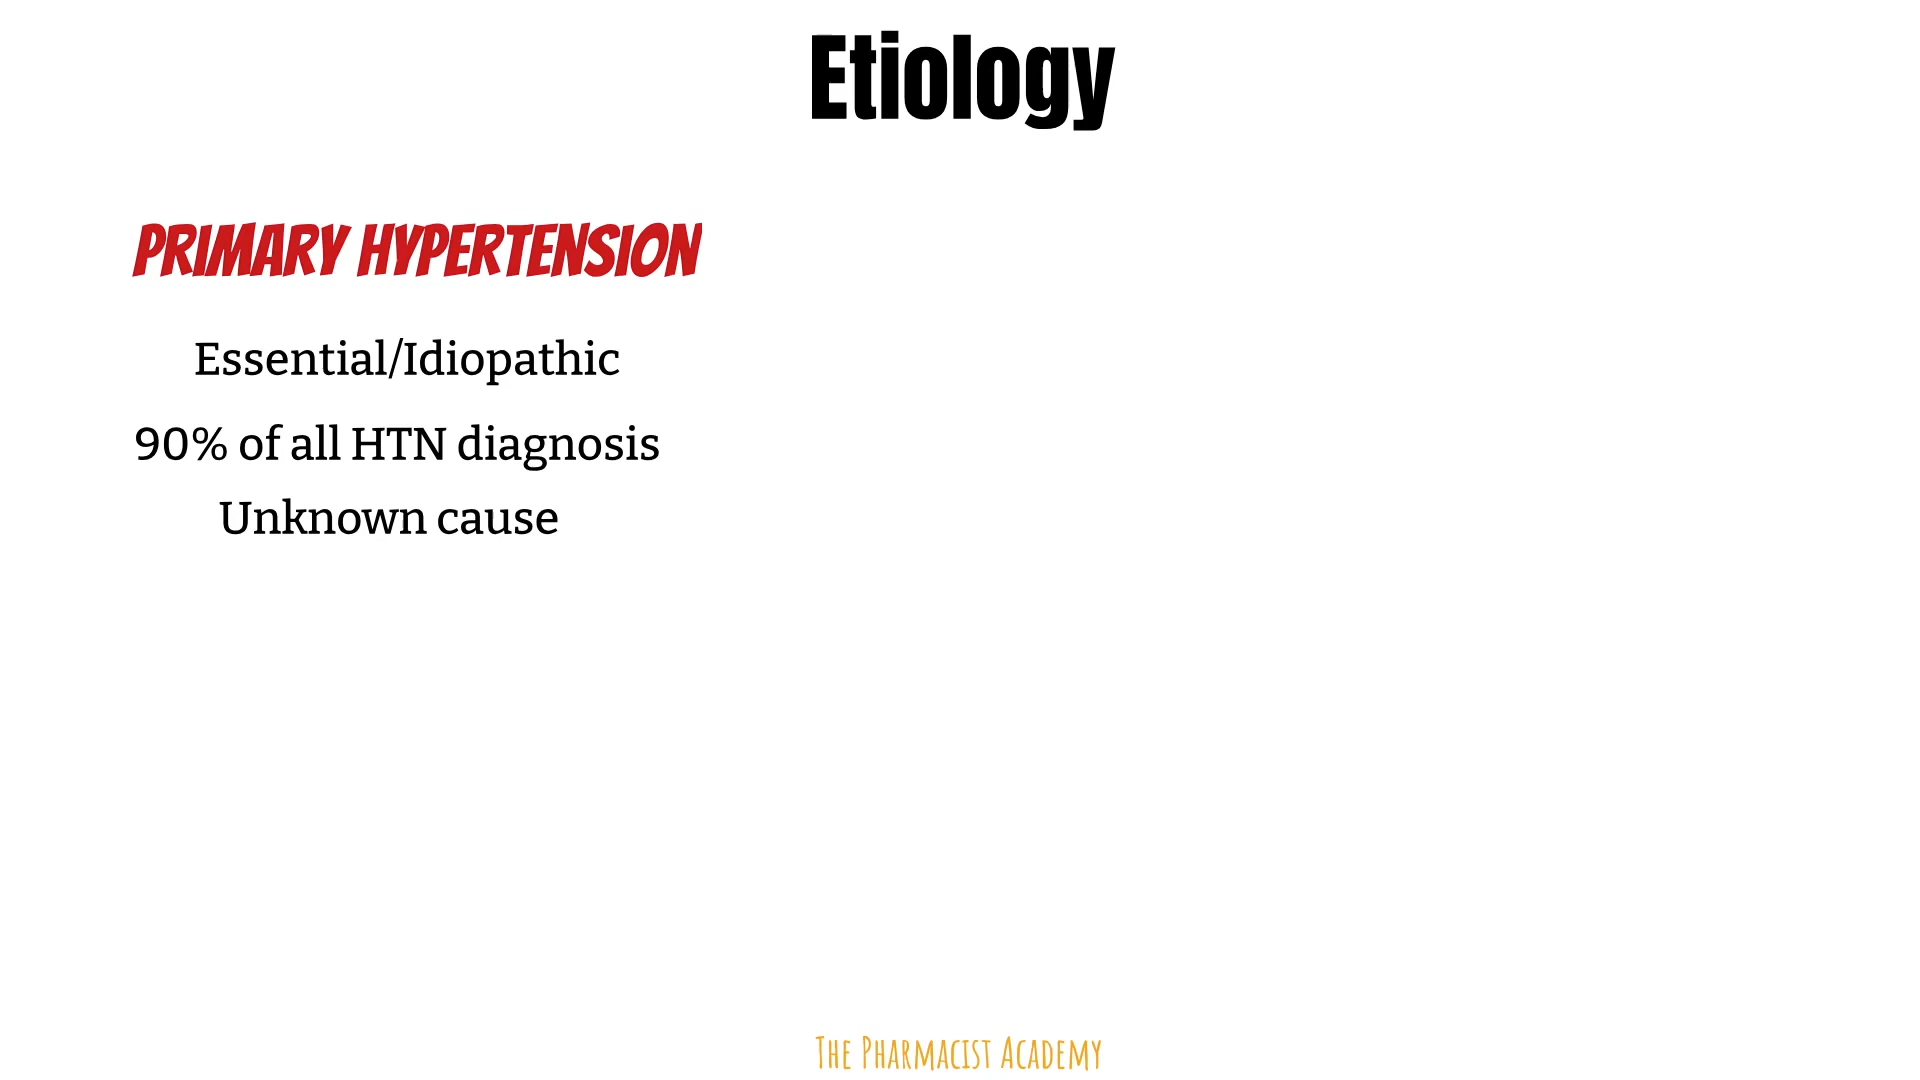 Etiology
PRIMARY HYPERTENSION
Essential/Idiopathic
90% of all HTN diagnosis
Unknown cause
The Pharmacist Academy